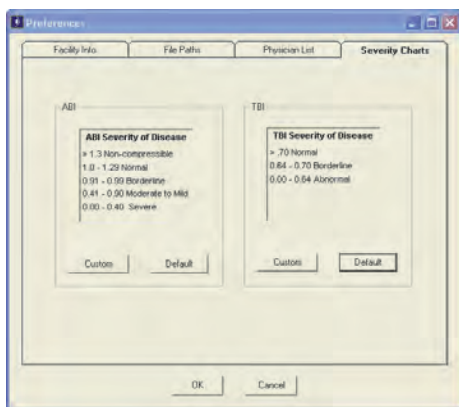 Preferences
Facility Info
File Paths
Physician List
Severity Charts
ABI
ABI Severity of Disease
> 1.3 Non-compressible
1.0 - 1.29 Normal
0.91 - 0.99 Borderline
0.41 - 0.90 Moderate to Mild
0.00 - 0.40 Severe
Custom
Default
TBI
TBI Severity of Disease
> .70 Normal
0.64 - 0.70 Borderline
0.00 - 0.64 Abnormal
Custom
Default
OK
Cancel